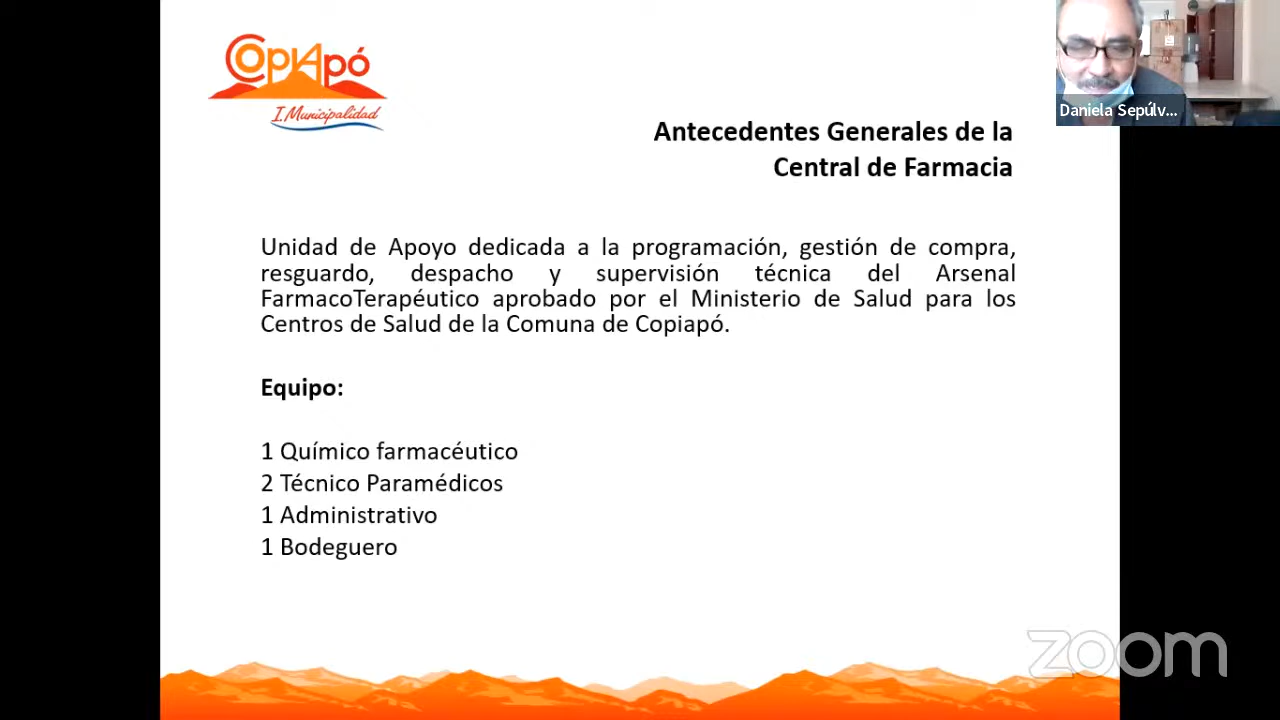 COPIAPÓ
I. Municipalidad
Daniela Sepúlv...
Antecedentes Generales de la
Central de Farmacia
Unidad de Apoyo dedicada a la programación, gestión de compra,
resguardo, despacho y supervisión técnica del Arsenal
FarmacoTerapéutico aprobado por el Ministerio de Salud para los
Centros de Salud de la Comuna de Copiapó.
Equipo:
1 Químico farmacéutico
2 Técnico Paramédicos
1 Administrativo
1 Bodeguero
zoom